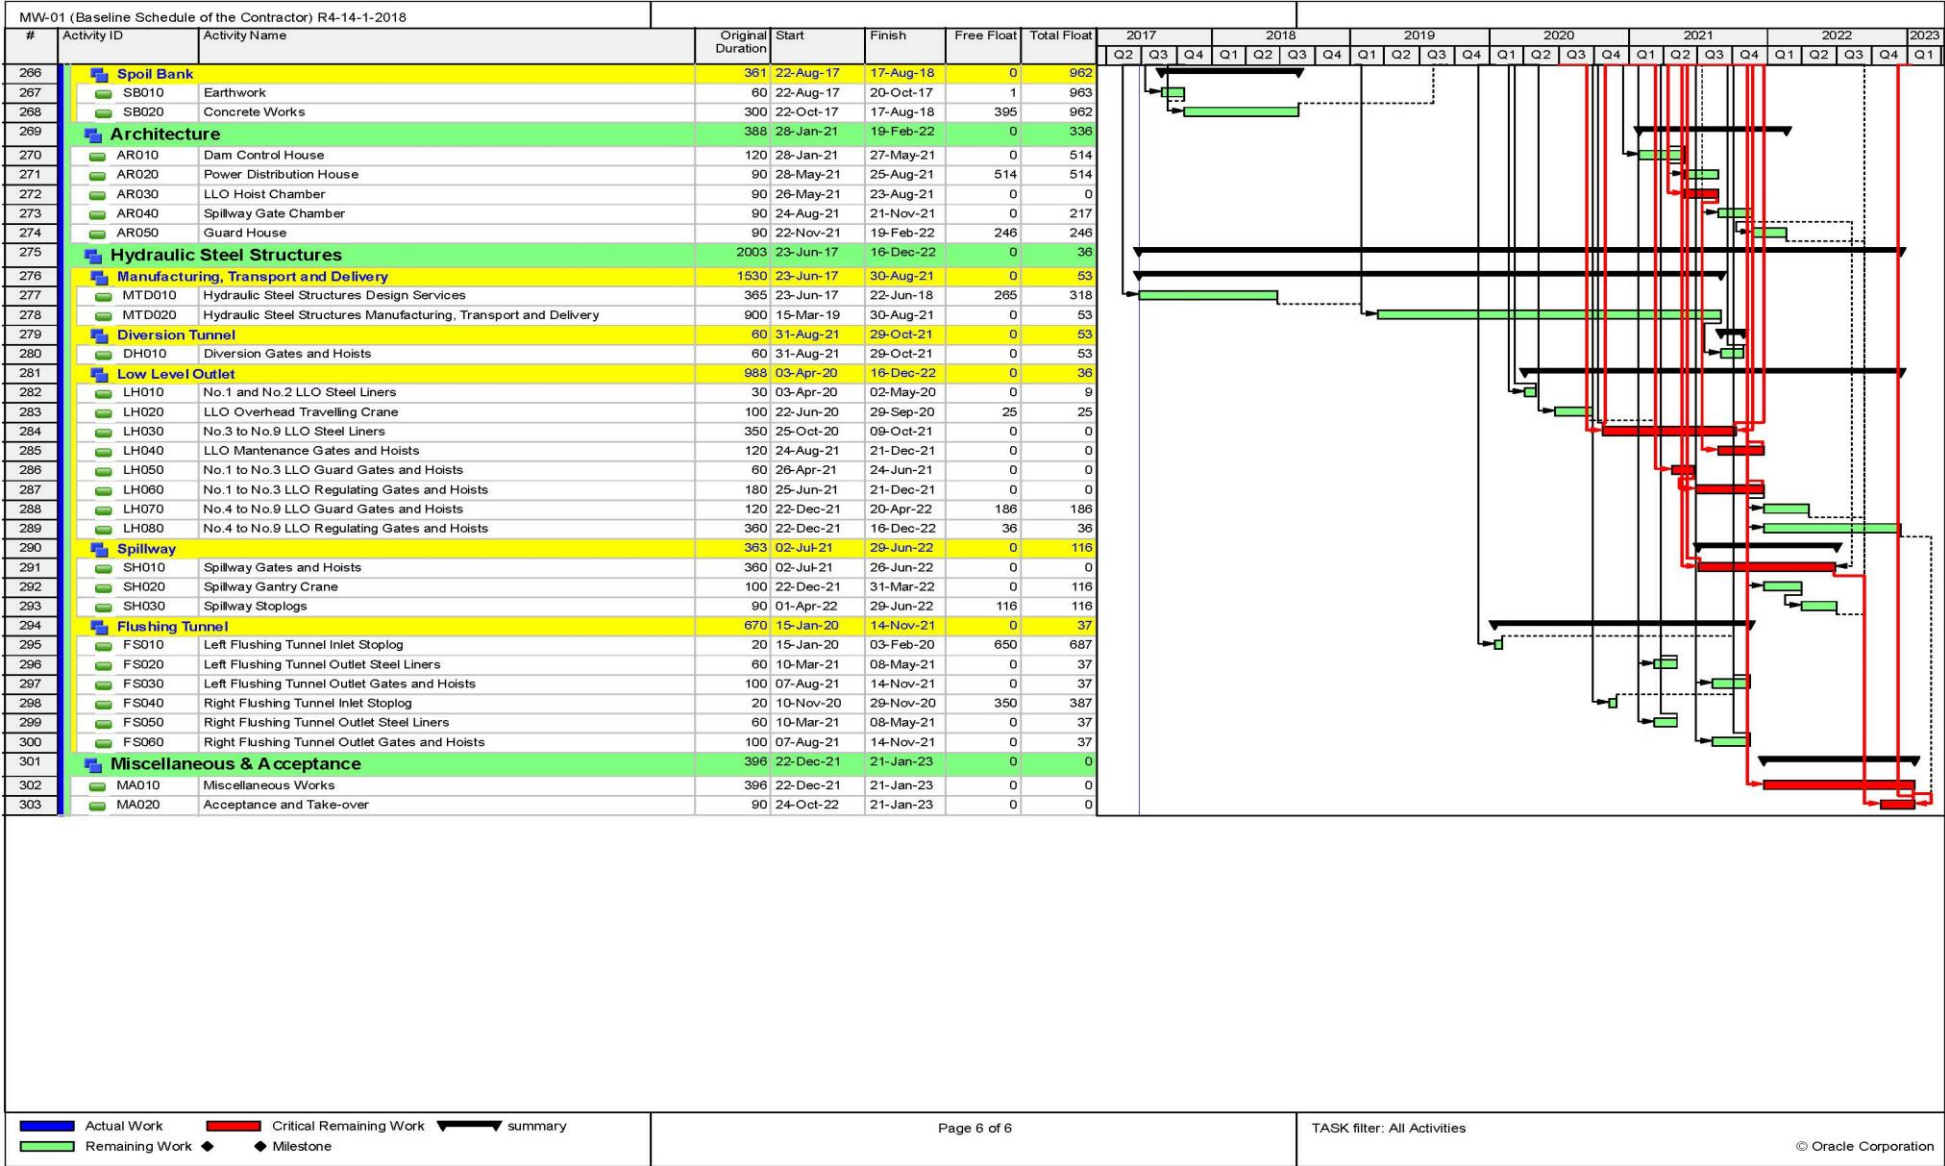 MW-01 (Baseline Schedule of the Contractor) R4-14-1-2018
# Activity ID Activity Name Original Duration Start Finish Free Float Total Float 2017 2018 2019 2020 2021 2022 2023
Q2 Q3 Q4 Q1 Q2 Q3 Q4 Q1 Q2 Q3 Q4 Q1 Q2 Q3 Q4 Q1 Q2 Q3 Q4 Q1 Q2 Q3 Q4 Q1
266 Spoil Bank 361 22-Aug-17 17-Aug-18 0 962
267 SB010 Earthwork 60 22-Aug-17 20-Oct-17 1 963
268 SB020 Concrete Works 300 22-Oct-17 17-Aug-18 395 962
269 Architecture 388 28-Jan-21 19-Feb-22 0 336
270 AR010 Dam Control House 120 28-Jan-21 27-May-21 0 514
271 AR020 Power Distribution House 90 28-May-21 25-Aug-21 514 514
272 AR030 LLO Hoist Chamber 90 26-May-21 23-Aug-21 0 0
273 AR040 Spillway Gate Chamber 90 24-Aug-21 21-Nov-21 0 217
274 AR050 Guard House 90 22-Nov-21 19-Feb-22 246 246
275 Hydraulic Steel Structures 2003 23-Jun-17 16-Dec-22 0 36
276 Manufacturing, Transport and Delivery 1530 23-Jun-17 30-Aug-21 0 53
277 MTD010 Hydraulic Steel Structures Design Services 365 23-Jun-17 22-Jun-18 265 318
278 MTD020 Hydraulic Steel Structures Manufacturing, Transport and Delivery 900 15-Mar-19 30-Aug-21 0 53
279 Diversion Tunnel 60 31-Aug-21 29-Oct-21 0 53
280 DH010 Diversion Gates and Hoists 60 31-Aug-21 29-Oct-21 0 53
281 Low Level Outlet 988 03-Apr-20 16-Dec-22 0 36
282 LH010 No.1 and No.2 LLO Steel Liners 30 03-Apr-20 02-May-20 0 9
283 LH020 LLO Overhead Travelling Crane 100 22-Jun-20 29-Sep-20 25 25
284 LH030 No.3 to No.9 LLO Steel Liners 350 25-Oct-20 09-Oct-21 0 0
285 LH040 LLO Mantenance Gates and Hoists 120 24-Aug-21 21-Dec-21 0 0
286 LH050 No.1 to No.3 LLO Guard Gates and Hoists 60 26-Apr-21 24-Jun-21 0 0
287 LH060 No.1 to No.3 LLO Regulating Gates and Hoists 180 25-Jun-21 21-Dec-21 0 0
288 LH070 No.4 to No.9 LLO Guard Gates and Hoists 120 22-Dec-21 20-Apr-22 186 186
289 LH080 No.4 to No.9 LLO Regulating Gates and Hoists 360 22-Dec-21 16-Dec-22 36 36
290 Spillway 363 02-Jul-21 29-Jun-22 0 116
291 SH010 Spillway Gates and Hoists 360 02-Jul-21 26-Jun-22 0 0
292 SH020 Spillway Gantry Crane 100 22-Dec-21 31-Mar-22 0 116
293 SH030 Spillway Stoplogs 90 01-Apr-22 29-Jun-22 116 116
294 Flushing Tunnel 670 15-Jan-20 14-Nov-21 0 37
295 FS010 Left Flushing Tunnel Inlet Stoplog 20 15-Jan-20 03-Feb-20 650 687
296 FS020 Left Flushing Tunnel Outlet Steel Liners 60 10-Mar-21 08-May-21 0 37
297 FS030 Left Flushing Tunnel Outlet Gates and Hoists 100 07-Aug-21 14-Nov-21 0 37
298 FS040 Right Flushing Tunnel Inlet Stoplog 20 10-Nov-20 29-Nov-20 350 387
299 FS050 Right Flushing Tunnel Outlet Steel Liners 60 10-Mar-21 08-May-21 0 37
300 FS060 Right Flushing Tunnel Outlet Gates and Hoists 100 07-Aug-21 14-Nov-21 0 37
301 Miscellaneous & Acceptance 396 22-Dec-21 21-Jan-23 0 0
302 MA010 Miscellaneous Works 396 22-Dec-21 21-Jan-23 0 0
303 MA020 Acceptance and Take-over 90 24-Oct-22 21-Jan-23 0 0
Actual Work Critical Remaining Work summary Page 6 of 6 TASK filter: All Activities
Remaining Work Milestone © Oracle Corporation